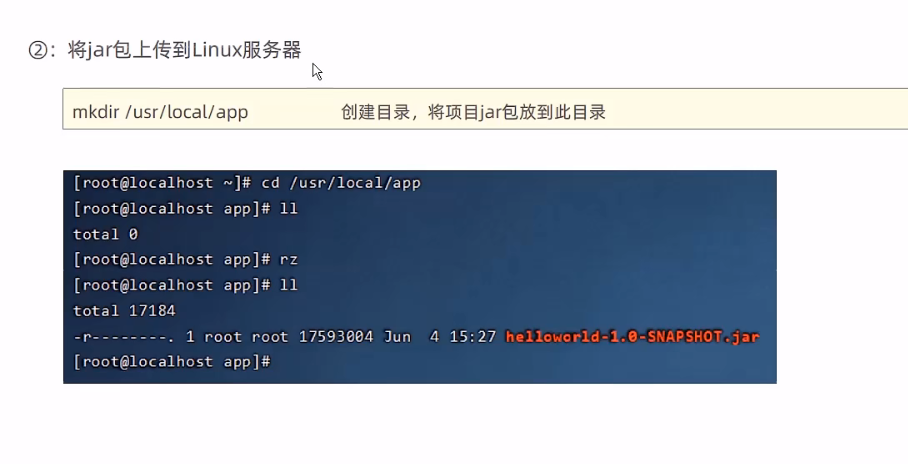 ②：将jar包上传到Linux服务器
mkdir /usr/local/app 创建目录，将项目jar包放到此目录
[root@localhost ~]# cd /usr/local/app
[root@localhost app]# ll
total 0
[root@localhost app]# rz
[root@localhost app]# ll
total 17184
-r--------. 1 root root 17593004 Jun  4 15:27 helloworld-1.0-SNAPSHOT.jar
[root@localhost app]#